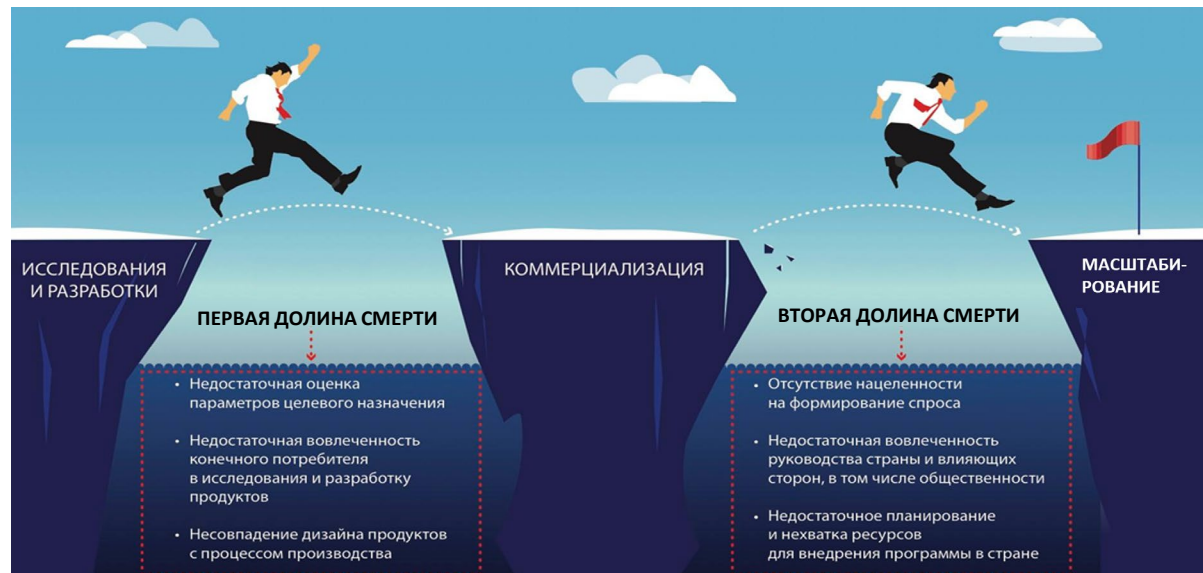 ИССЛЕДОВАНИЯ
И РАЗРАБОТКИ
ПЕРВАЯ ДОЛИНА СМЕРТИ
• Недостаточная оценка
параметров целевого назначения
• Недостаточная вовлеченность
конечного потребителя
в исследования и разработку
продуктов
• Несовпадение дизайна продуктов
с процессом производства
КОММЕРЦИАЛИЗАЦИЯ
ВТОРАЯ ДОЛИНА СМЕРТИ
• Отсутствие нацеленности
на формирование спроса
• Недостаточная вовлеченность
руководства страны и влияющих
сторон, в том числе общественности
• Недостаточное планирование
и нехватка ресурсов
для внедрения программы в стране
МАСШТАБИ-
РОВАНИЕ